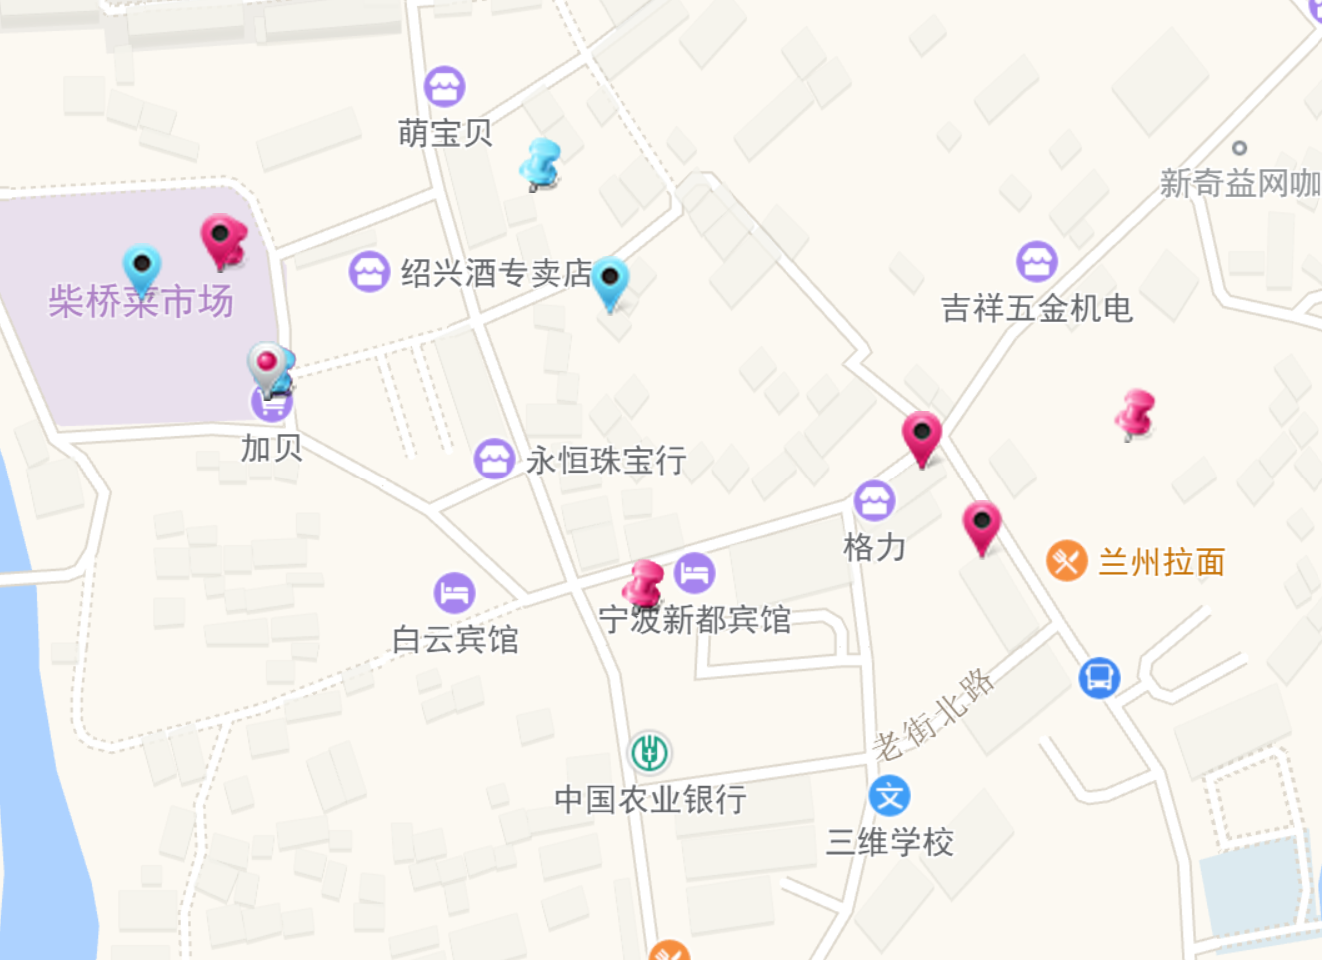 萌宝贝
新奇益网咖
绍兴酒专卖店
柴桥菜市场
吉祥五金机电
加贝
永恒珠宝行
格力
兰州拉面
宁波新都宾馆
白云宾馆
老街北路
中国农业银行
文
三维学校